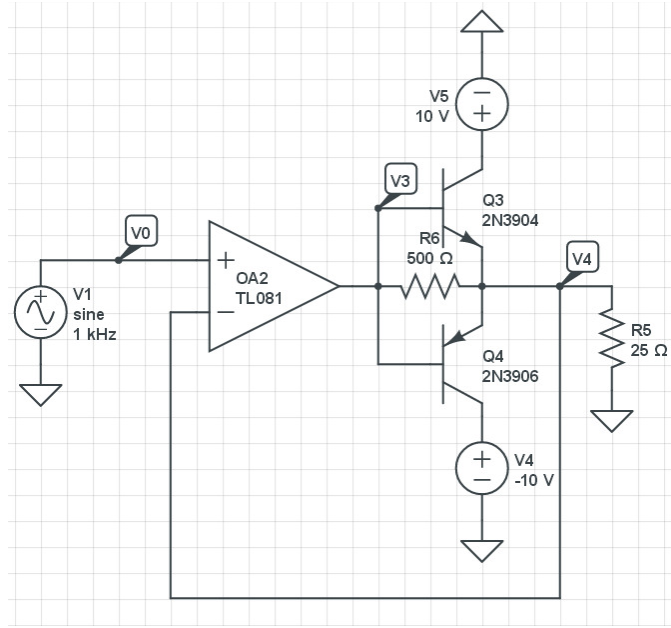 V5
10 V
V3
Q3
2N3904
R6
500 Ω
V0
V4
OA2
TL081
V1
sine
1 kHz
R5
25 Ω
Q4
2N3906
V4
-10 V